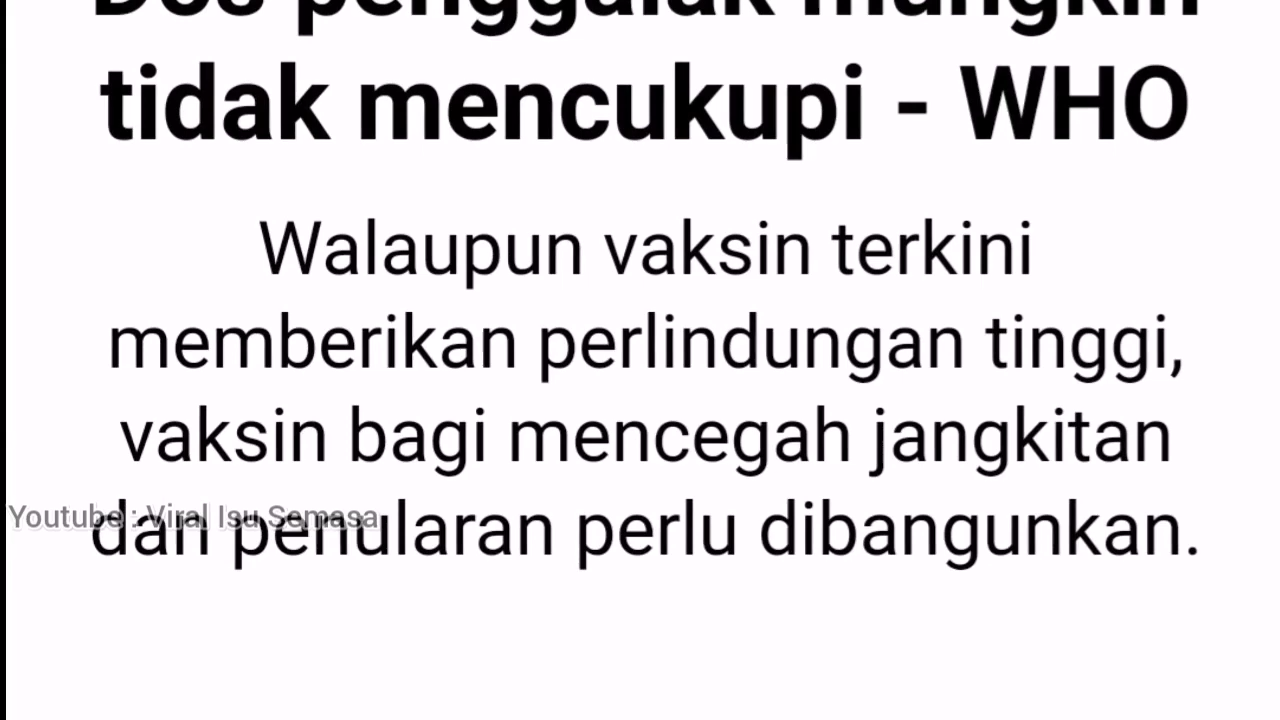 Dos penggalak mungkin
tidak mencukupi - WHO
Walaupun vaksin terkini
memberikan perlindungan tinggi,
vaksin bagi mencegah jangkitan
dan penularan perlu dibangunkan.
Youtube : Viral Isu Semasa